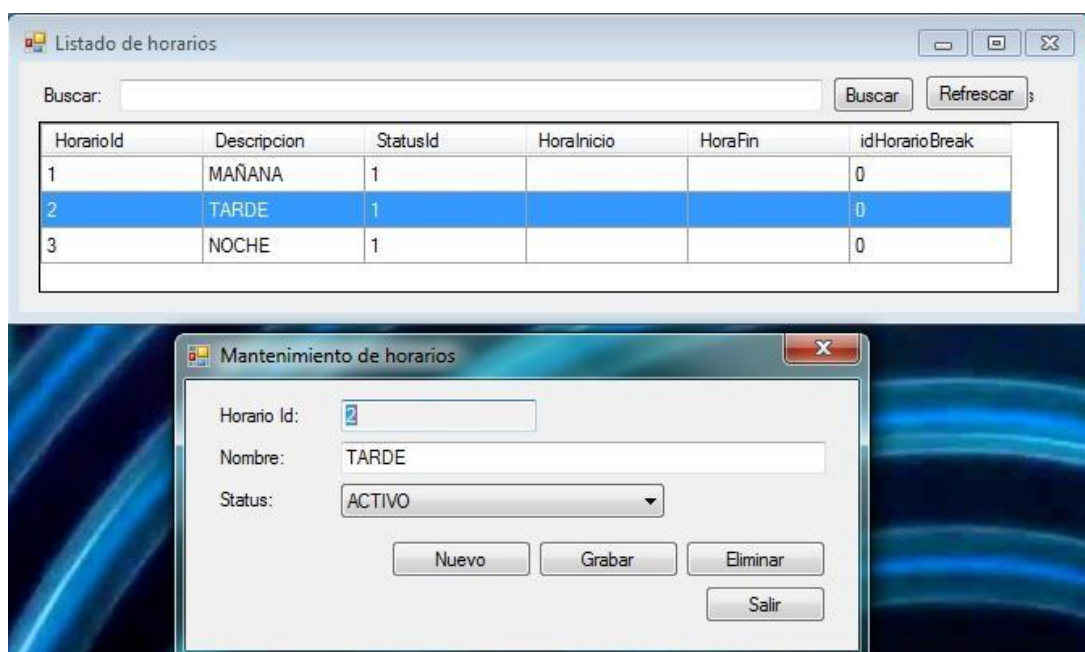 Listado de horarios
Buscar: Buscar Refrescar s
HorarioId Descripcion StatusId HoraInicio HoraFin idHorarioBreak
1 MAÑANA 1 0
2 TARDE 1 0
3 NOCHE 1 0
Mantenimiento de horarios
Horario Id: 2
Nombre: TARDE
Status: ACTIVO
Nuevo Grabar Eliminar
Salir